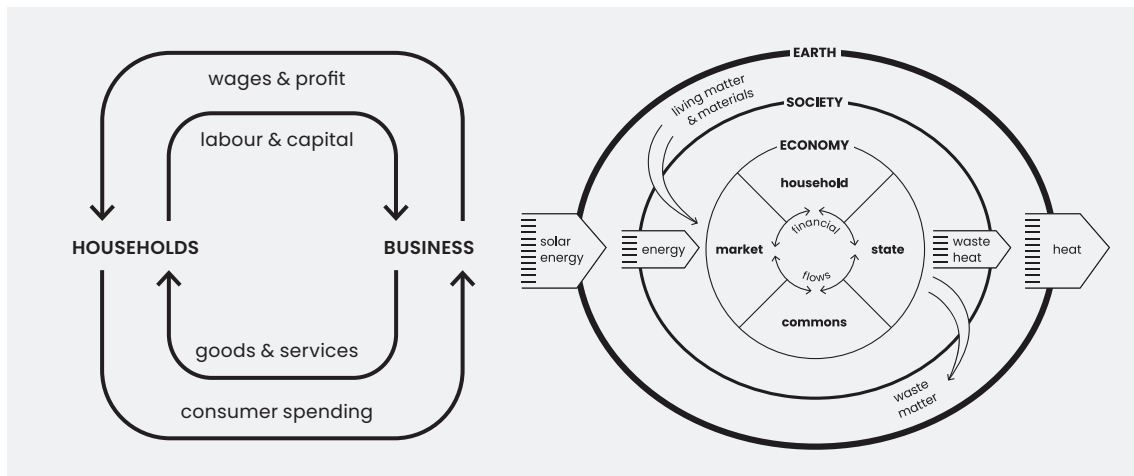 wages & profit
labour & capital
HOUSEHOLDS
BUSINESS
goods & services
consumer spending
EARTH
living matter
& materials
SOCIETY
ECONOMY
household
financial
solar
energy
energy
market
state
waste
heat
heat
flows
commons
waste
matter